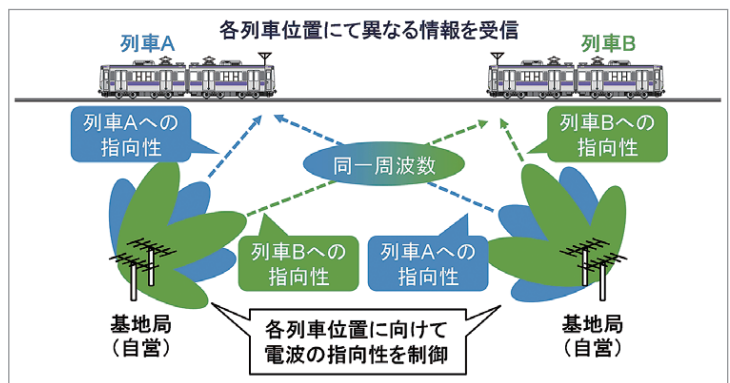 各列車位置にて異なる情報を受信
列車A
列車B
列車Aへの
指向性
列車Bへの
指向性
同一周波数
列車Bへの
指向性
列車Aへの
指向性
基地局
（自営）
各列車位置に向けて
電波の指向性を制御
基地局
（自営）